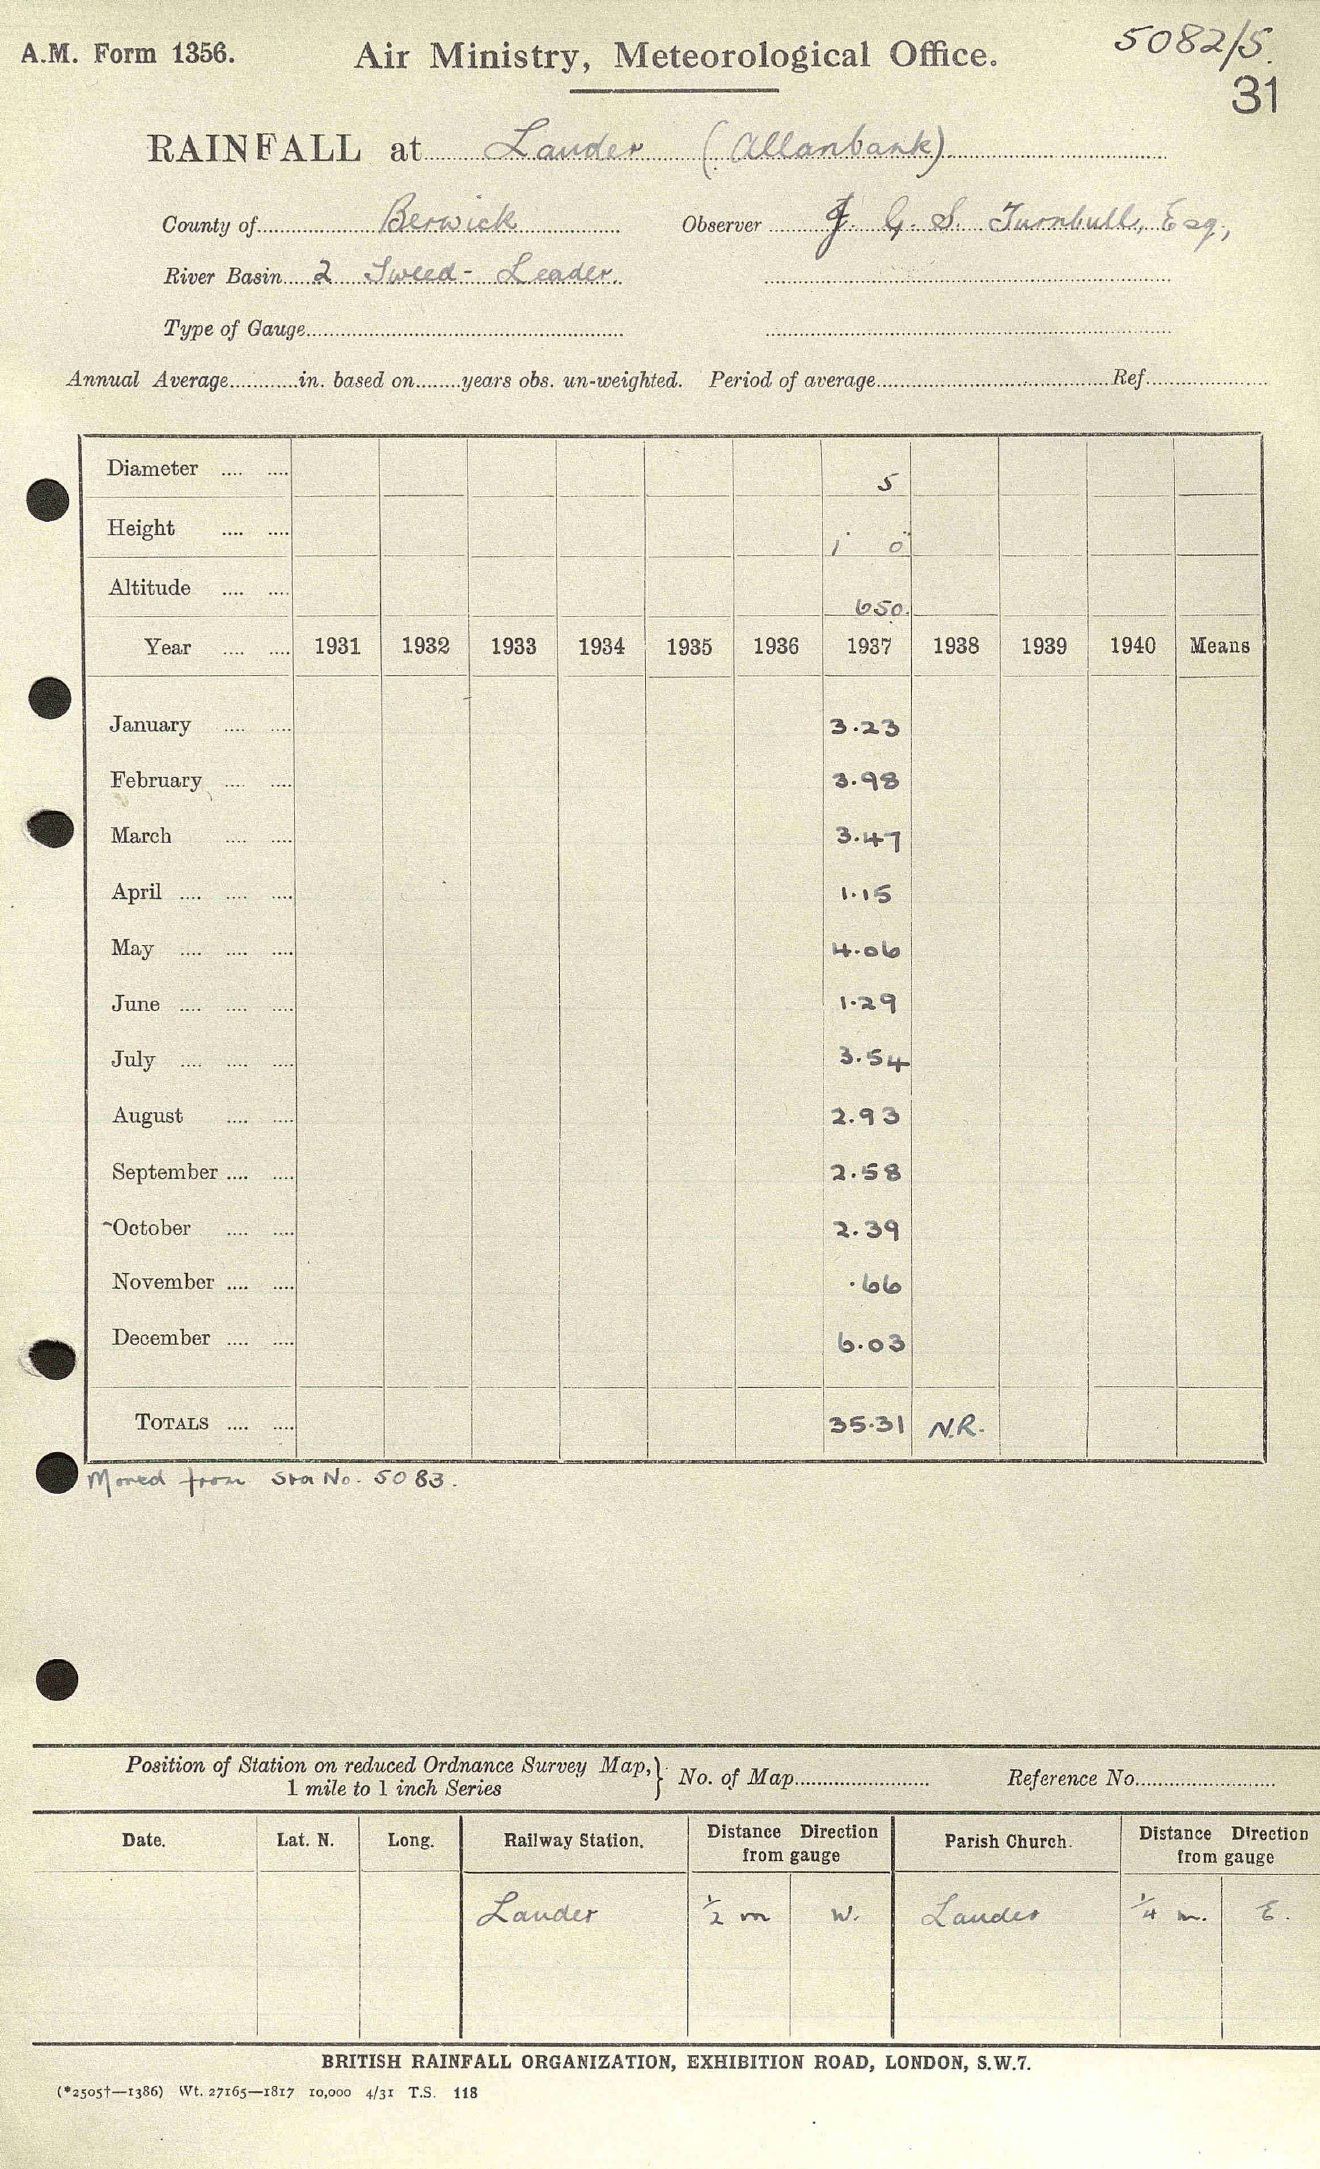 A.M. Form 1356. Air Ministry, Meteorological Office. 5082/5.
31
RAINFALL at Lauder (Allanbank)
County of Berwick Observer J. G. S. Turnbull, Esq.,
River Basin 2 Tweed - Leader.
Type of Gauge
Annual Average in. based on years obs. un-weighted. Period of average Ref.
Diameter 5
Height 1' 0"
Altitude 650.
Year 1931 1932 1933 1934 1935 1936 1937 1938 1939 1940 Means
January 3.23
February 3.98
March 3.47
April 1.15
May 4.06
June 1.29
July 3.54
August 2.93
September 2.58
October 2.39
November .66
December 6.03
TOTALS 35.31 N.R.
Moved from Sta No. 5083.
Position of Station on reduced Ordnance Survey Map, } No. of Map Reference No.
1 mile to 1 inch Series
Date. Lat. N. Long. Railway Station. Distance Direction from gauge Parish Church. Distance Direction from gauge
Lauder 1/2 m W. Lauder 1/4 m. E.
BRITISH RAINFALL ORGANIZATION, EXHIBITION ROAD, LONDON, S.W.7.
(*2505†—1386) Wt. 27165—1817 10,000 4/31 T.S. 118